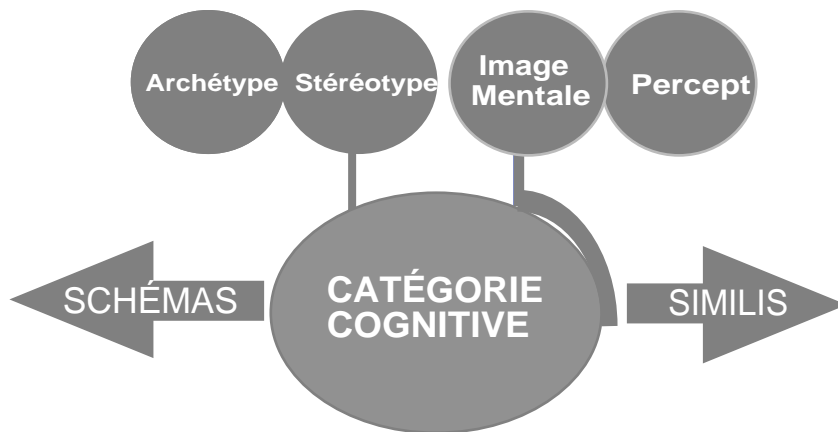 Archétype
Stéréotype
Image
Mentale
Percept
SCHÉMAS
CATÉGORIE
COGNITIVE
SIMILIS